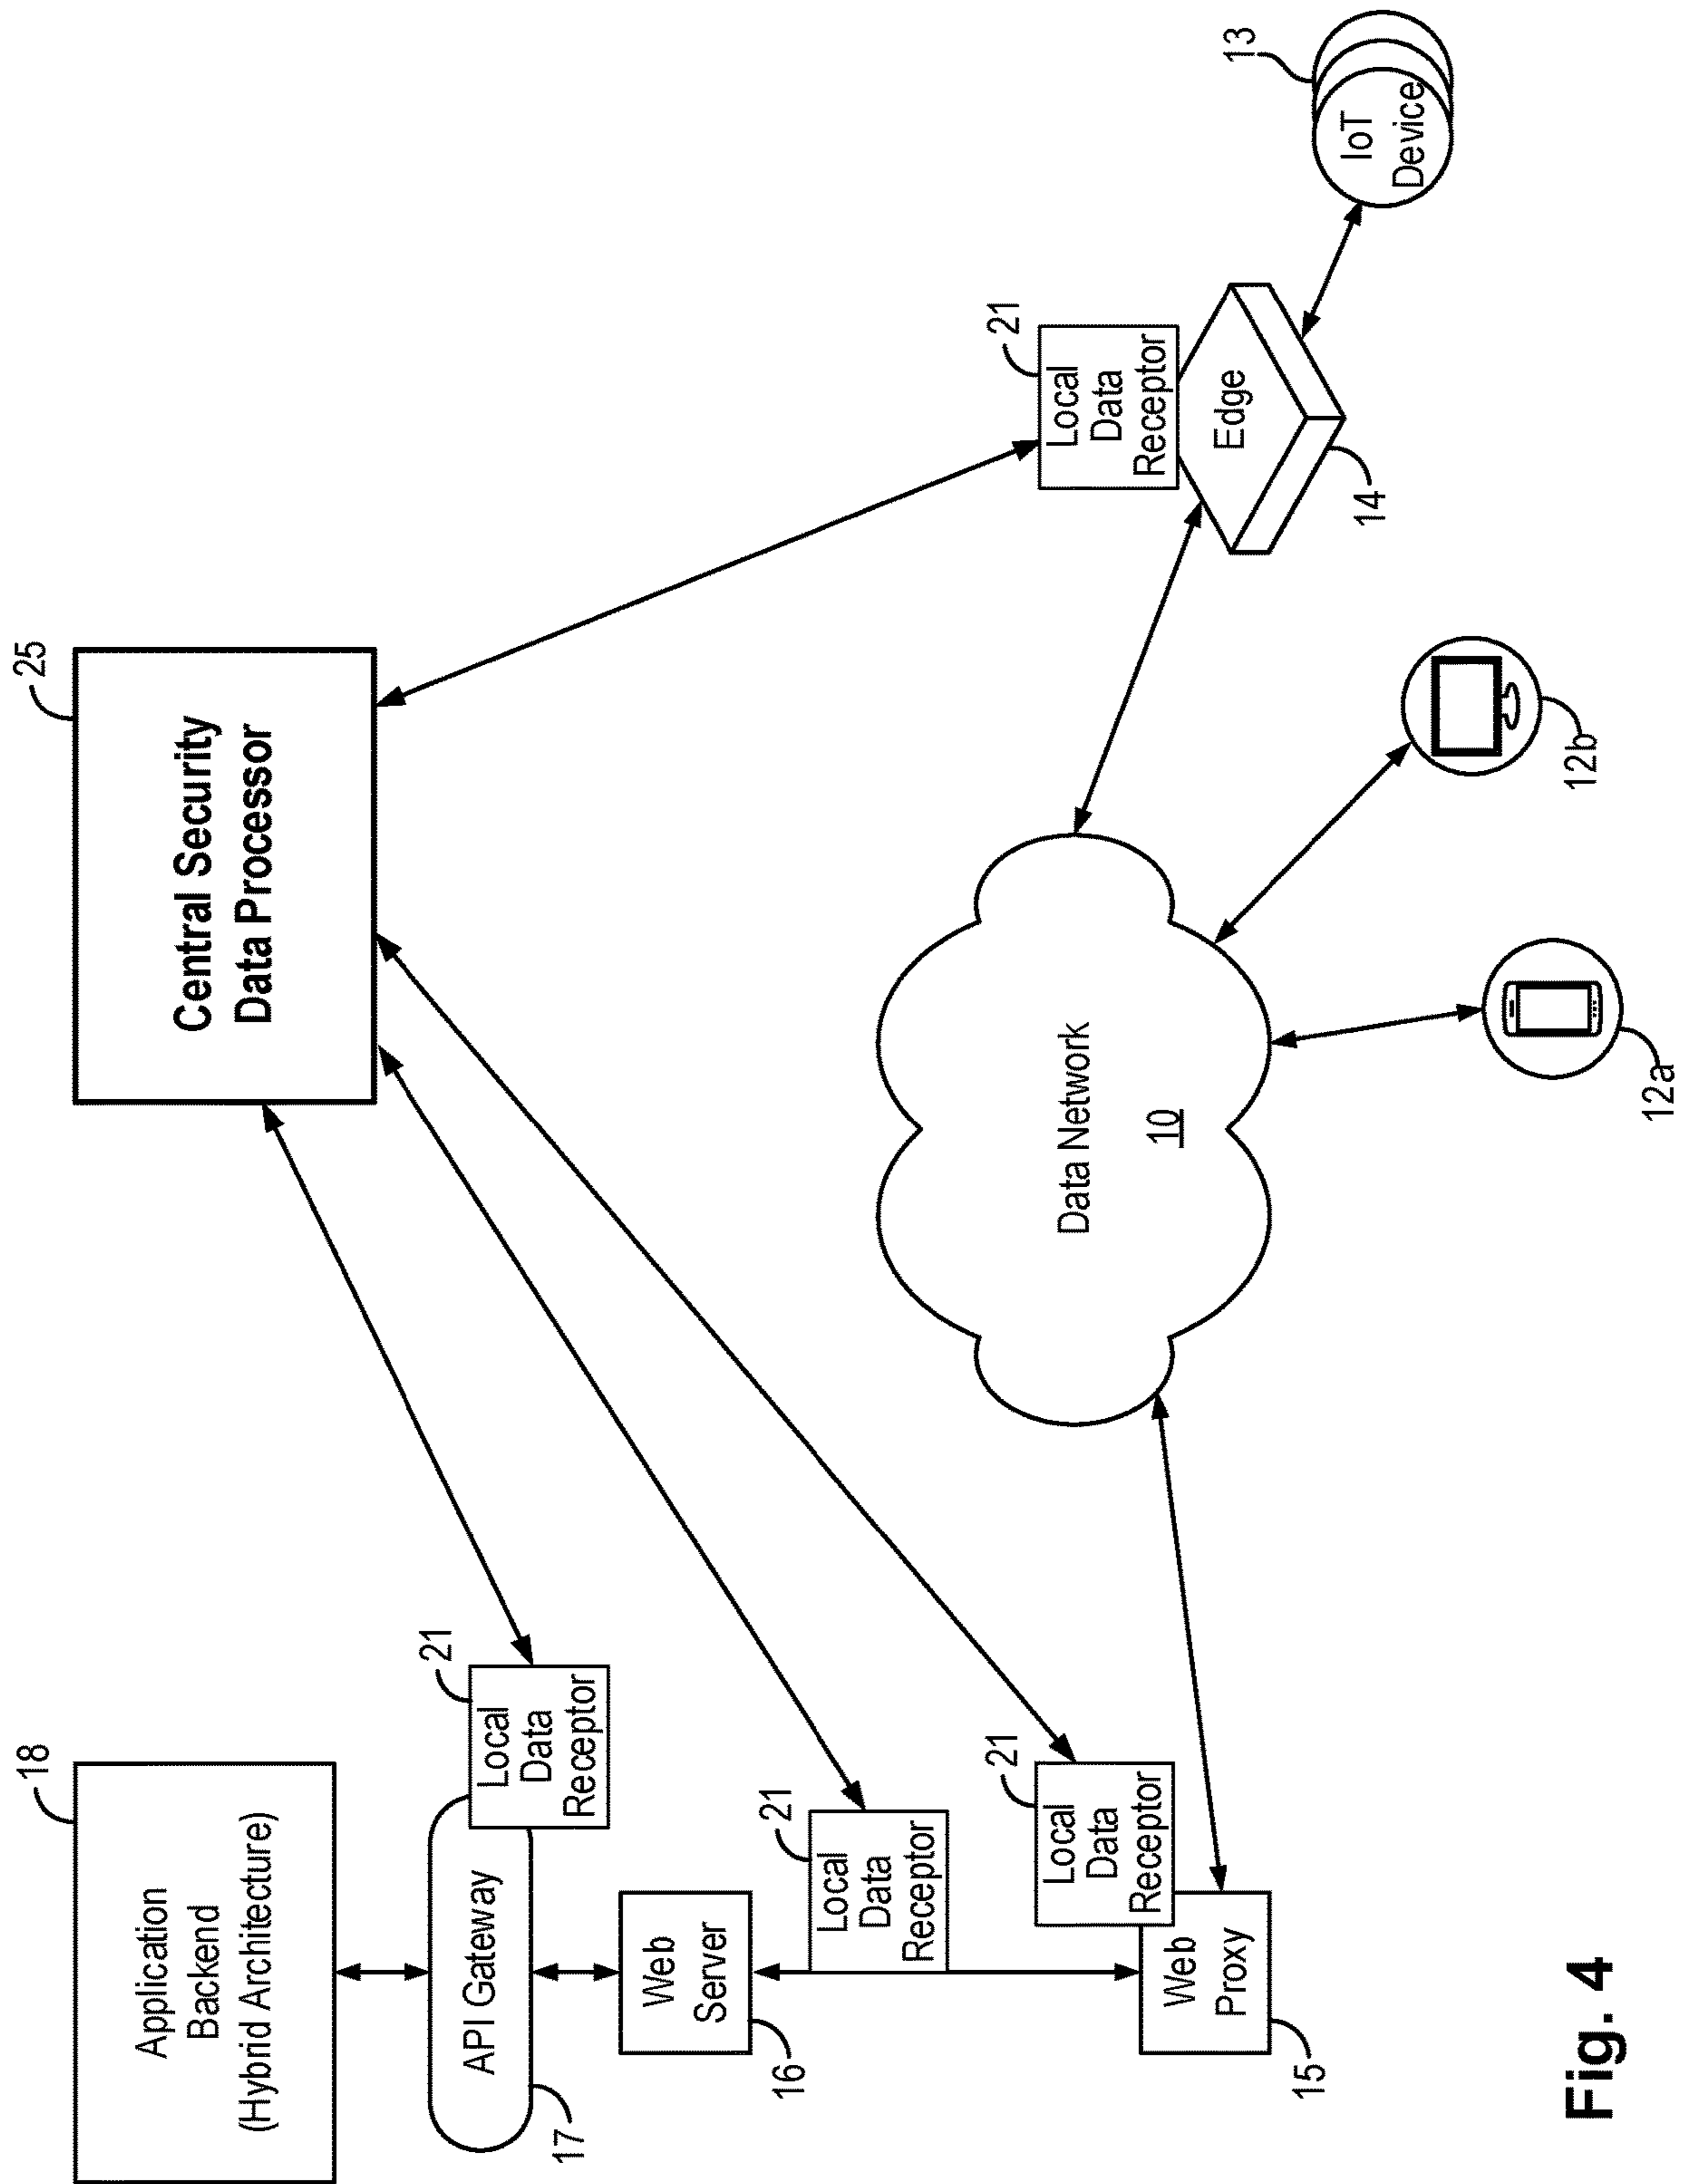 18
Application
Backend
(Hybrid Architecture)
17
API Gateway
21
Local
Data
Receptor
16
Web
Server
21
Local
Data
Receptor
15
Web
Proxy
21
Local
Data
Receptor
25
Central Security
Data Processor
Data Network
10
12a
12b
21
Local
Data
Receptor
Edge
14
13
IoT
Device
Fig. 4